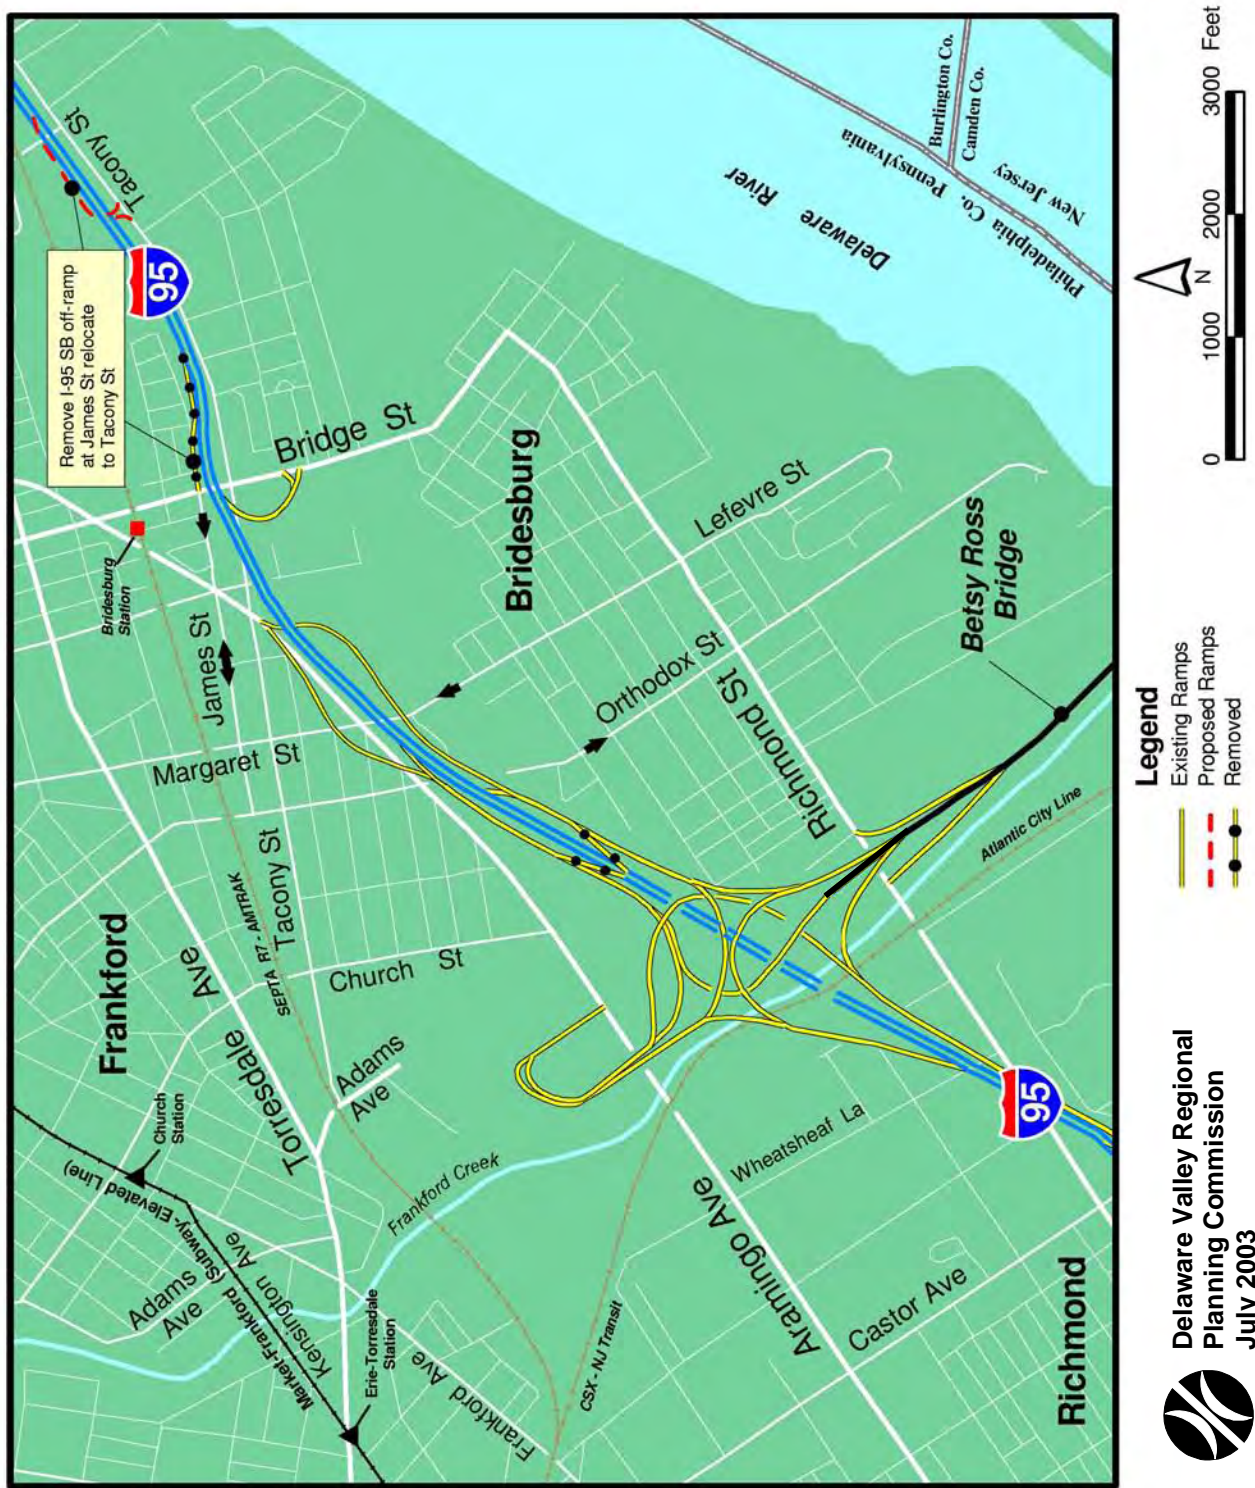 Tacony St
Remove I-95 SB off-ramp
at James St relocate
to Tacony St
95
Bridge St
Bridesburg
Station
James St
Margaret St
Tacony St
SEPTA R7 - AMTRAK
Frankford
Torresdale Ave
Church St
Adams
Ave
Church
Station
Market-Frankford (Subway- Elevated Line)
Kensington Ave
Adams
Ave
Erie-Torresdale
Station
Frankford Ave
Frankford Creek
CSX - NJ Transit
Bridesburg
Lefevre St
Orthodox St
Richmond St
Betsy Ross
Bridge
Atlantic City Line
Aramingo Ave
Wheatsheaf La
Castor Ave
Richmond
95
Delaware River
Burlington Co.
Camden Co.
Pennsylvania
New Jersey
Philadelphia Co.
N
0 1000 2000 3000 Feet
Legend
Existing Ramps
Proposed Ramps
Removed
Delaware Valley Regional
Planning Commission
July 2003